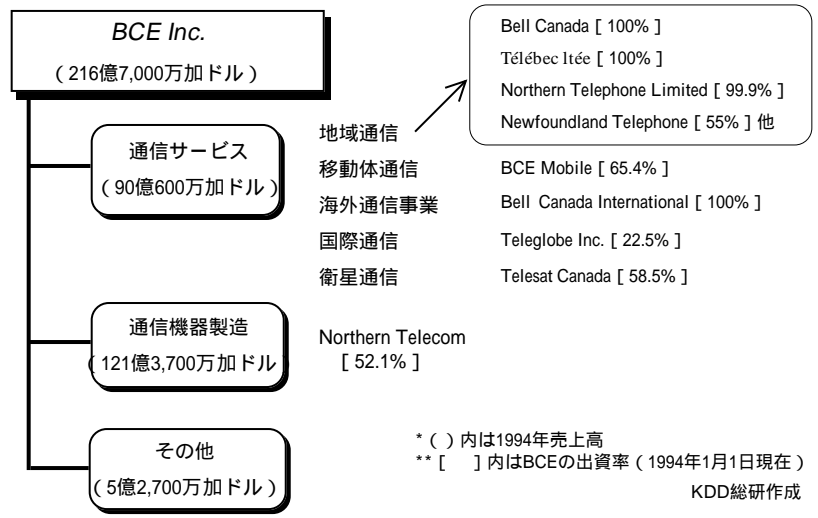 BCE Inc.
（216億7,000万加ドル）
通信サービス
（90億600万加ドル）
地域通信
Bell Canada [ 100% ]
Télébec ltée [ 100% ]
Northern Telephone Limited [ 99.9% ]
Newfoundland Telephone [ 55% ] 他
移動体通信
BCE Mobile [ 65.4% ]
海外通信事業
Bell Canada International [ 100% ]
国際通信
Teleglobe Inc. [ 22.5% ]
衛星通信
Telesat Canada [ 58.5% ]
通信機器製造
（121億3,700万加ドル
Northern Telecom
[ 52.1% ]
その他
（5億2,700万加ドル）
*（ ）内は1994年売上高
** [ ] 内はBCEの出資率（1994年1月1日現在）
KDD総研作成